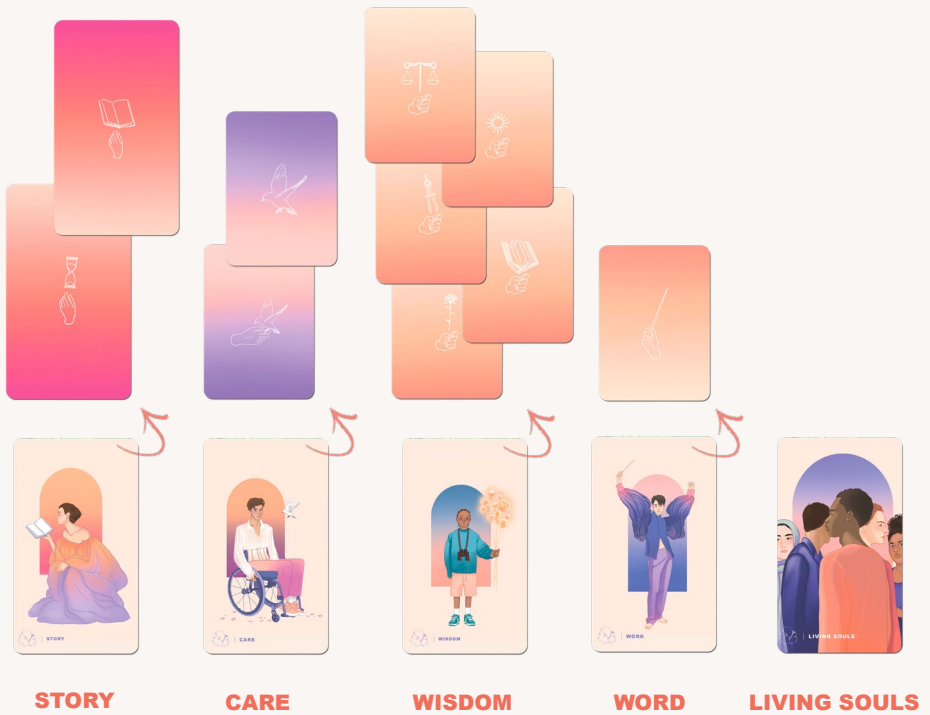 STORY
CARE
WISDOM
WORD
LIVING SOULS
STORY
CARE
WISDOM
WORD
LIVING SOULS